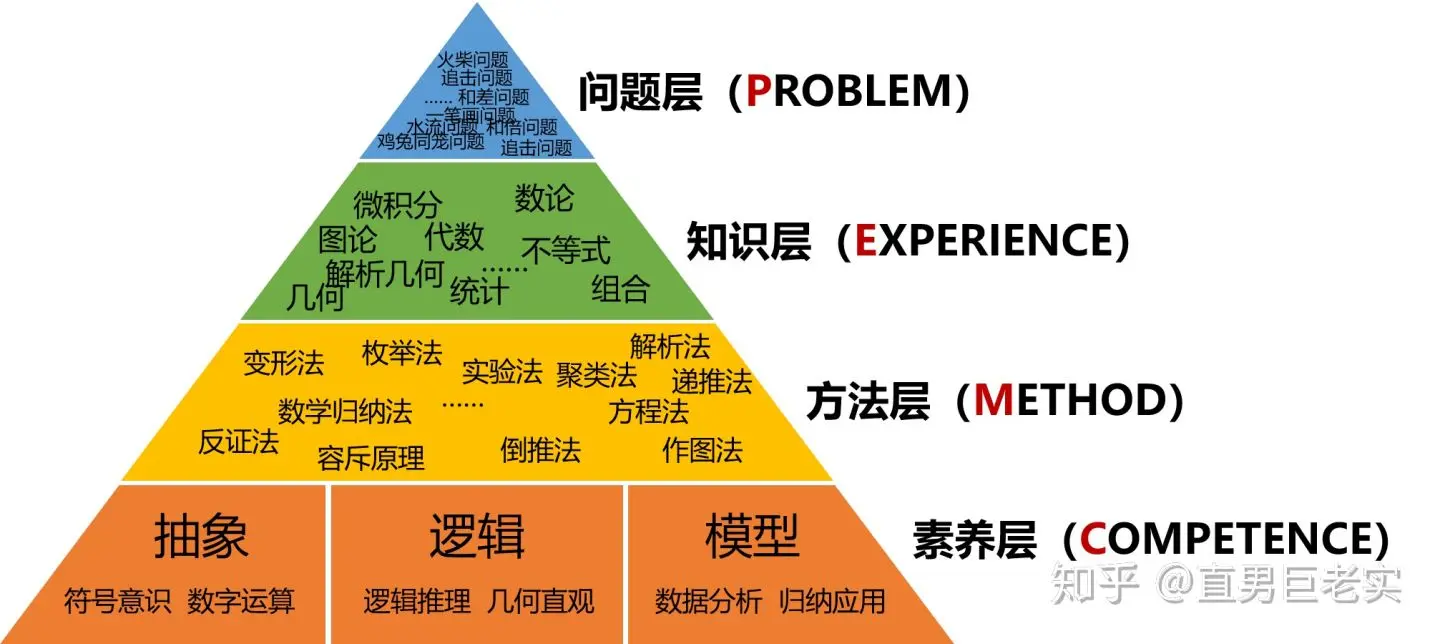 火柴问题
追击问题
…… 和差问题
一笔画问题
水流问题 和倍问题
鸡兔同笼问题 追击问题
问题层（PROBLEM）
微积分 数论
图论 代数 不等式
解析几何 ……
几何 统计 组合
知识层（EXPERIENCE）
变形法 枚举法 实验法 聚类法 解析法 递推法
数学归纳法 …… 方程法
反证法 容斥原理 倒推法 作图法
方法层（METHOD）
抽象 逻辑 模型
符号意识 数字运算 逻辑推理 几何直观 数据分析 归纳应用
素养层（COMPETENCE）
知乎 @直男巨老实